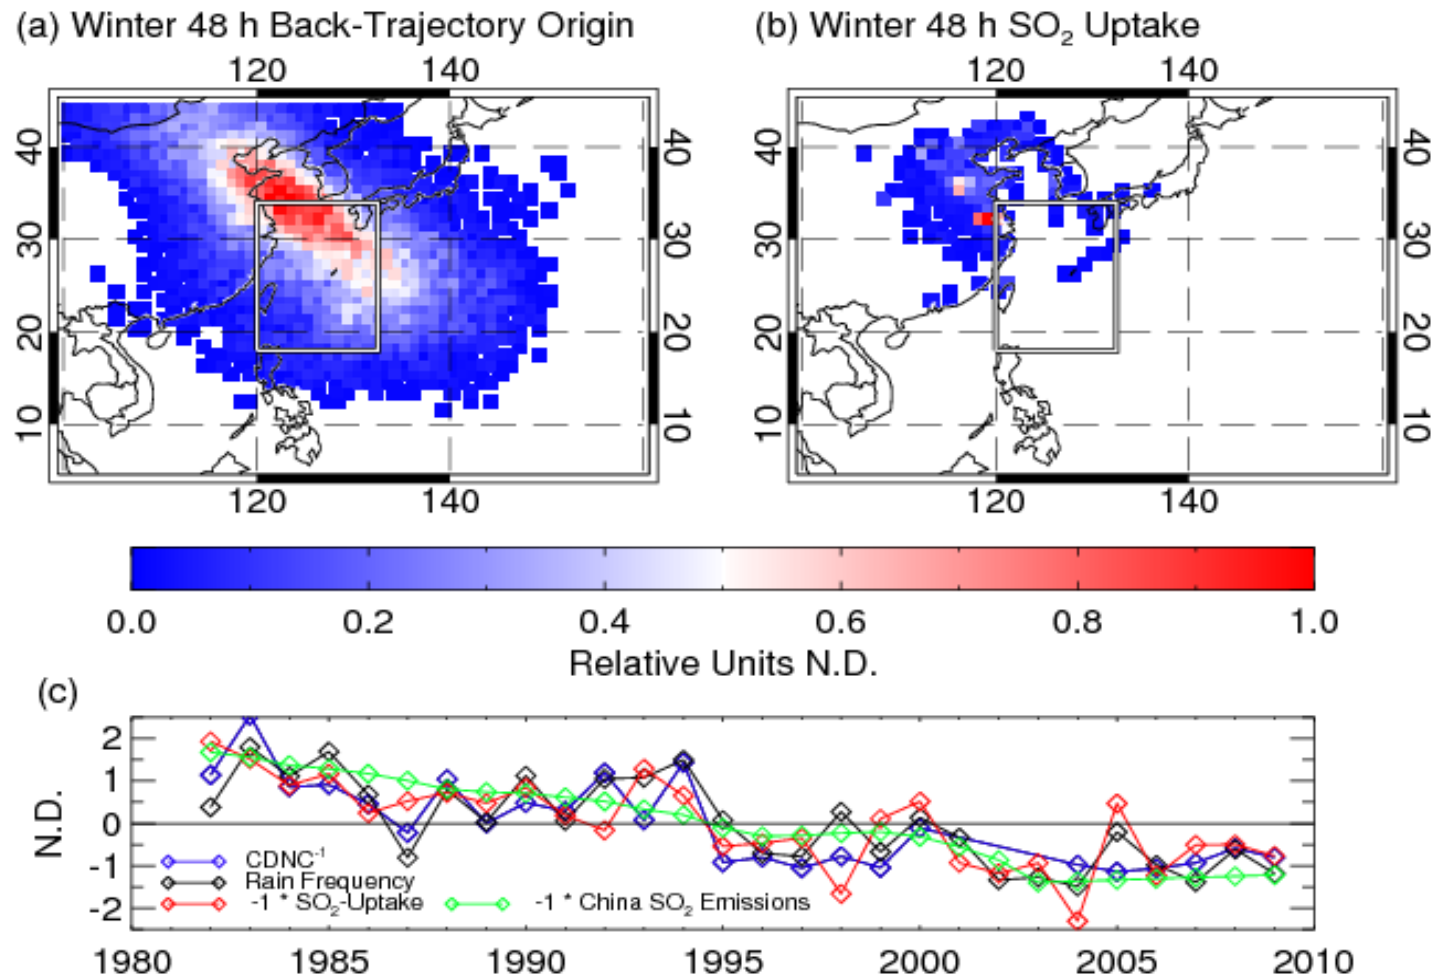 (a) Winter 48 h Back-Trajectory Origin
(b) Winter 48 h SO₂ Uptake
120 140
120 140
40 40
30 30
20 20
10 10
40 40
30 30
20 20
10 10
120 140
120 140
0.0 0.2 0.4 0.6 0.8 1.0
Relative Units N.D.
(c)
N.D.
2
1
0
-1
-2
CDNC⁻¹
Rain Frequency
-1 * SO₂-Uptake
-1 * China SO₂ Emissions
1980 1985 1990 1995 2000 2005 2010